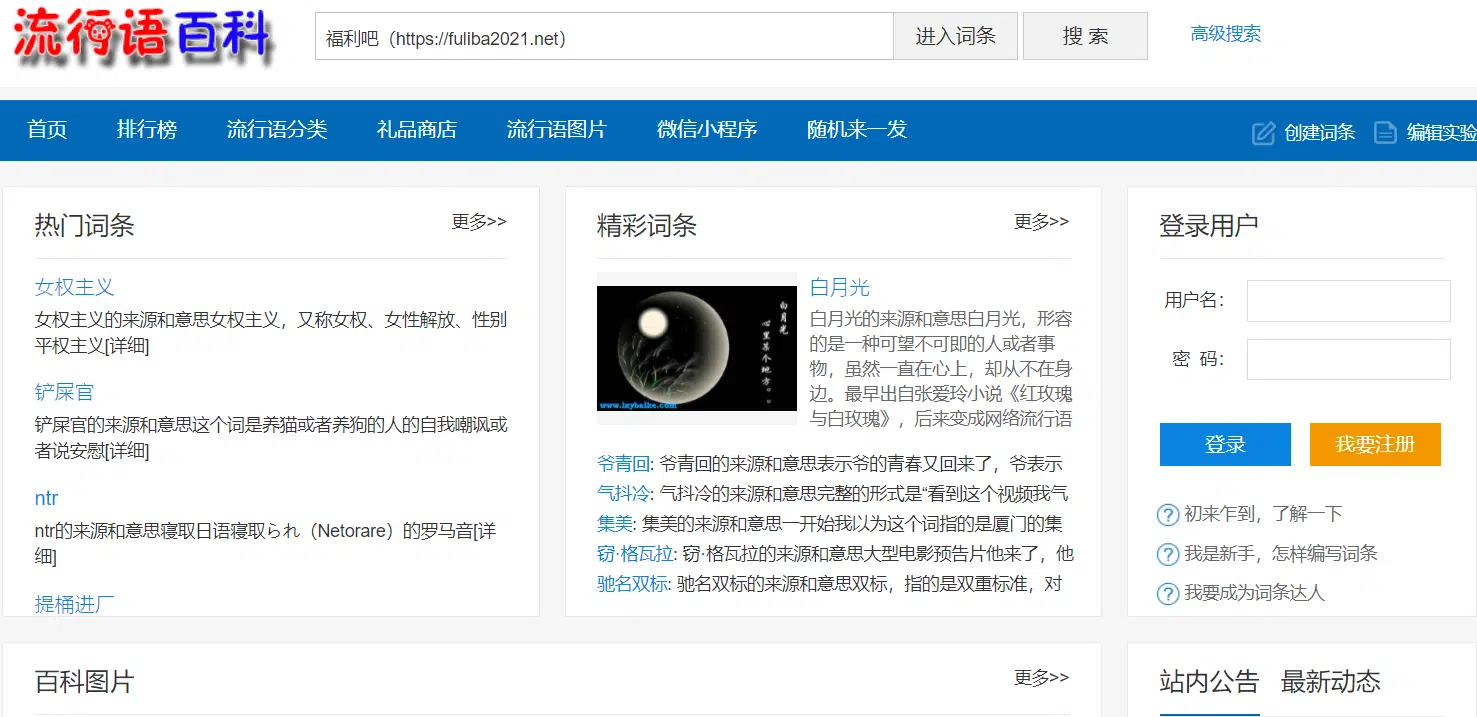 流行语百科
福利吧（https://fuliba2021.net）
进入词条
搜 索
高级搜索
首页
排行榜
流行语分类
礼品商店
流行语图片
微信小程序
随机来一发
创建词条
编辑实验
热门词条
更多>>
女权主义
女权主义的来源和意思女权主义，又称女权、女性解放、性别
平权主义[详细]
铲屎官
铲屎官的来源和意思这个词是养猫或者养狗的人的自我嘲讽或
者说安慰[详细]
ntr
ntr的来源和意思寝取日语寝取られ（Netorare）的罗马音[详
细]
提桶进厂
精彩词条
更多>>
白月光
心里某个地方。。
www.lxybaike.com
白月光
白月光的来源和意思白月光，形容
的是一种可望不可即的人或者事
物，虽然一直在心上，却从不在身
边。最早出自张爱玲小说《红玫瑰
与白玫瑰》，后来变成网络流行语
爷青回: 爷青回的来源和意思表示爷的青春又回来了，爷表示
气抖冷: 气抖冷的来源和意思完整的形式是“看到这个视频我气
集美: 集美的来源和意思一开始我以为这个词指的是厦门的集
窃·格瓦拉: 窃·格瓦拉的来源和意思大型电影预告片他来了，他
驰名双标: 驰名双标的来源和意思双标，指的是双重标准，对
登录用户
用户名：
密 码：
登录
我要注册
初来乍到，了解一下
我是新手，怎样编写词条
我要成为词条达人
百科图片
更多>>
站内公告
最新动态